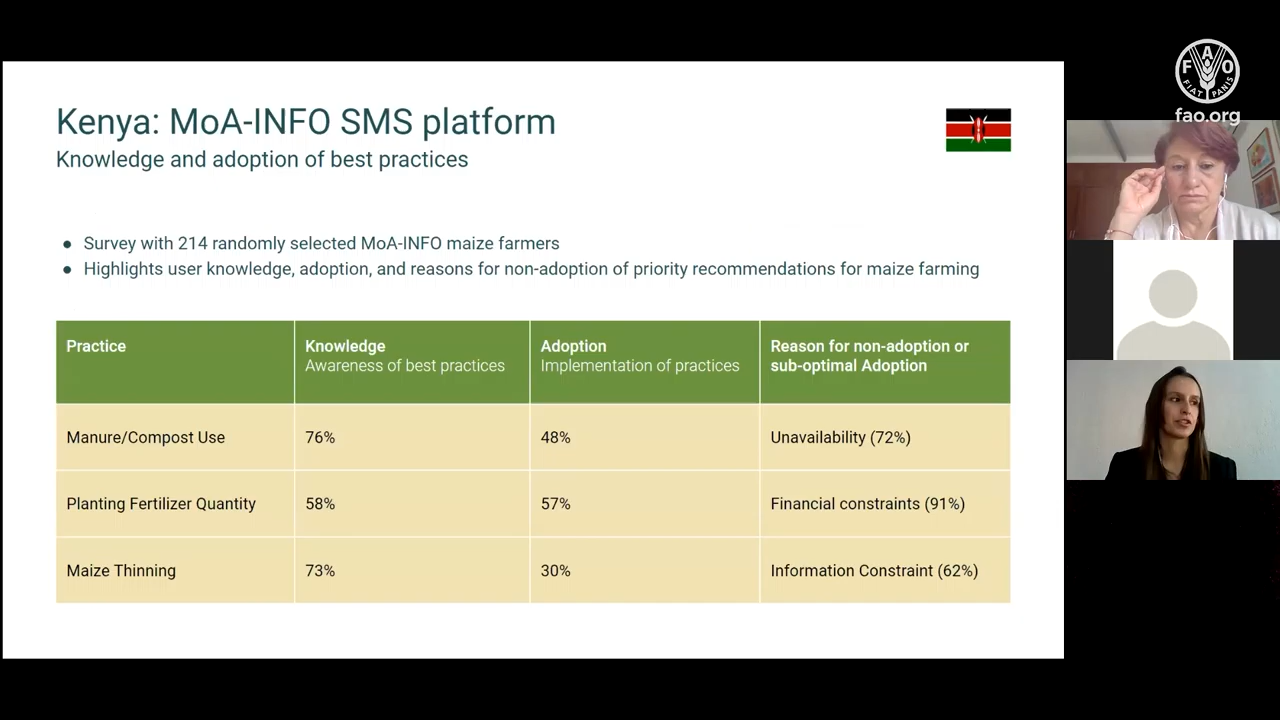 Kenya: MoA-INFO SMS platform
Knowledge and adoption of best practices
● Survey with 214 randomly selected MoA-INFO maize farmers
● Highlights user knowledge, adoption, and reasons for non-adoption of priority recommendations for maize farming
Practice
Knowledge
Awareness of best practices
Adoption
Implementation of practices
Reason for non-adoption or
sub-optimal Adoption
Manure/Compost Use 76% 48% Unavailability (72%)
Planting Fertilizer Quantity 58% 57% Financial constraints (91%)
Maize Thinning 73% 30% Information Constraint (62%)
F A O
FIAT PANIS
fao.org